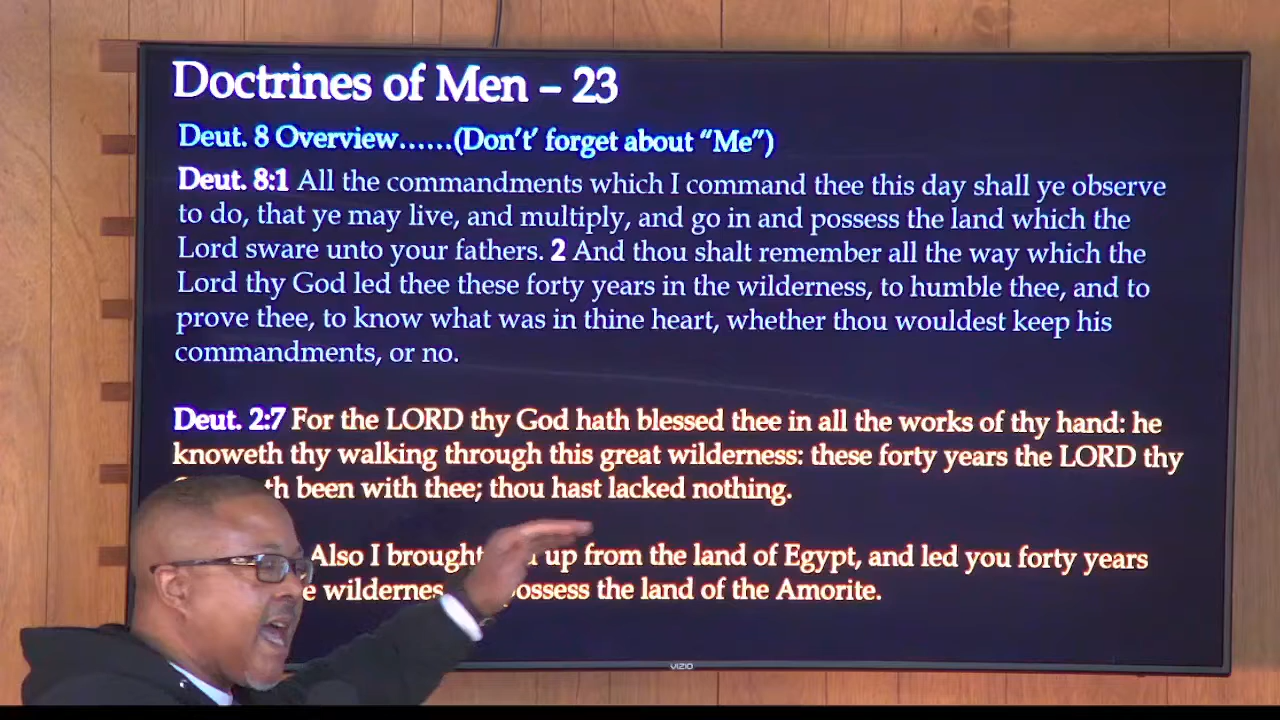 Doctrines of Men – 23
Deut. 8 Overview......(Don't' forget about “Me”)
Deut. 8:1 All the commandments which I command thee this day shall ye observe
to do, that ye may live, and multiply, and go in and possess the land which the
Lord sware unto your fathers. 2 And thou shalt remember all the way which the
Lord thy God led thee these forty years in the wilderness, to humble thee, and to
prove thee, to know what was in thine heart, whether thou wouldest keep his
commandments, or no.
Deut. 2:7 For the LORD thy God hath blessed thee in all the works of thy hand: he
knoweth thy walking through this great wilderness: these forty years the LORD thy
been with thee; thou hast lacked nothing.
Also I brought up from the land of Egypt, and led you forty years
possess the land of the Amorite.
VIZIO